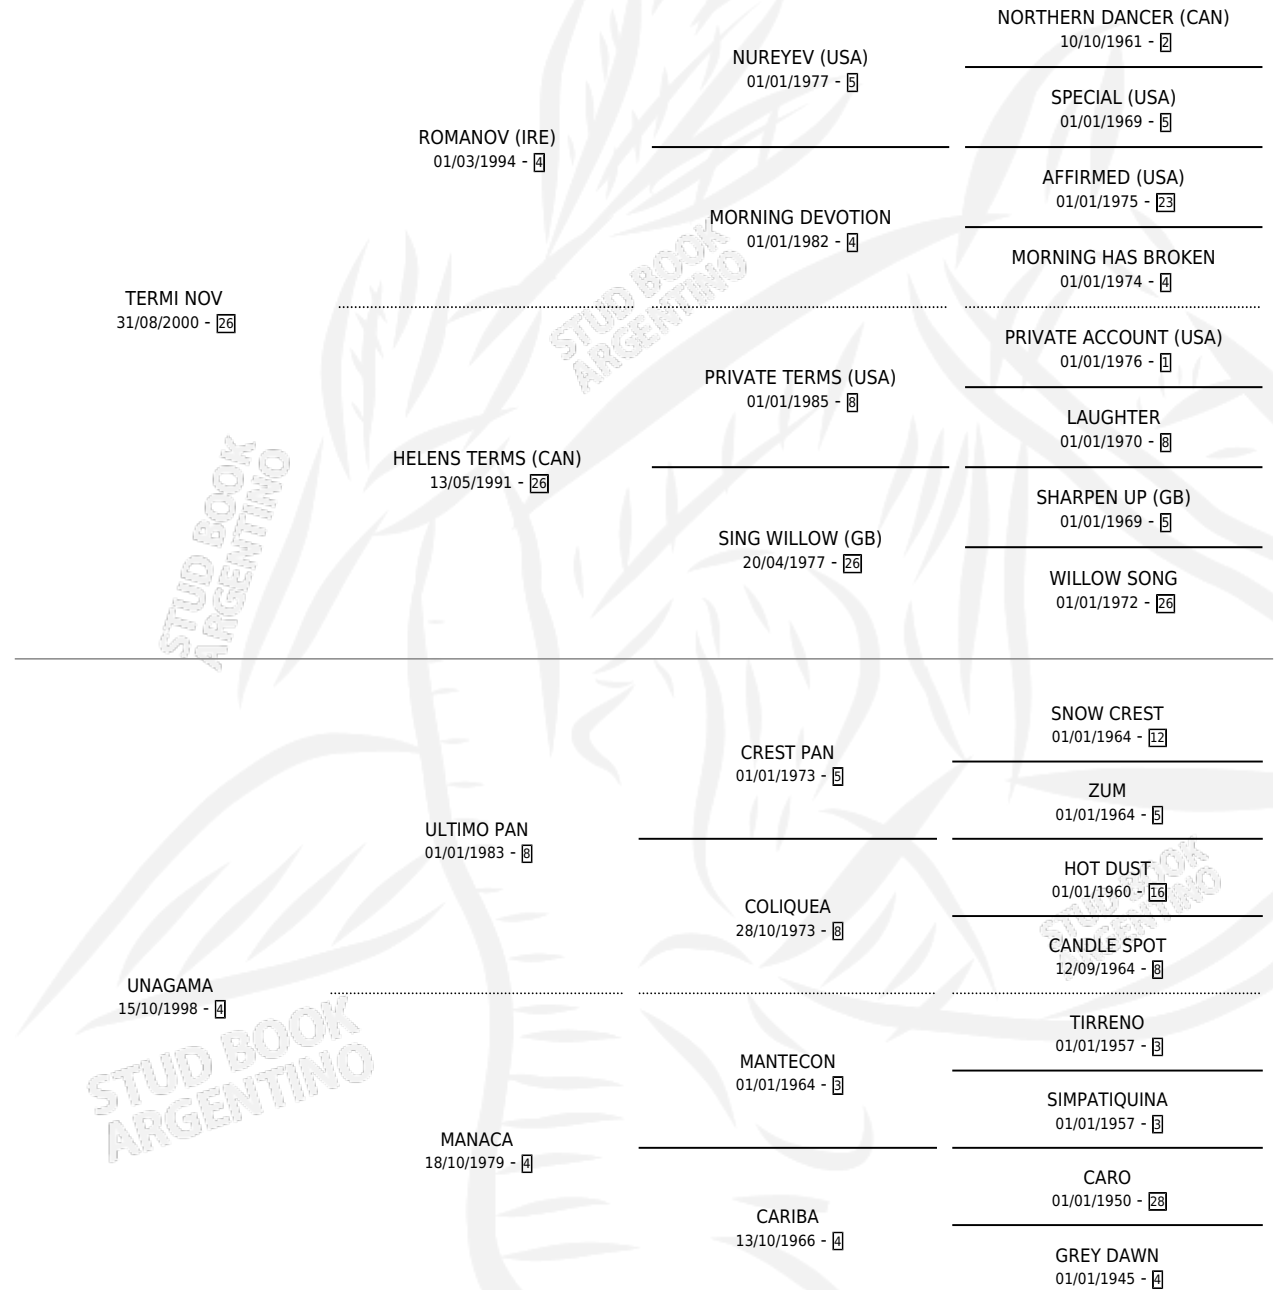 NORTHERN DANCER (CAN)
10/10/1961 - 2
NUREYEV (USA)
01/01/1977 - 5
SPECIAL (USA)
01/01/1969 - 5
ROMANOV (IRE)
01/03/1994 - 4
AFFIRMED (USA)
01/01/1975 - 23
MORNING DEVOTION
01/01/1982 - 4
MORNING HAS BROKEN
01/01/1974 - 4
TERMI NOV
31/08/2000 - 26
STUD BOOK
ARGENTINO
PRIVATE ACCOUNT (USA)
01/01/1976 - 1
PRIVATE TERMS (USA)
01/01/1985 - 8
LAUGHTER
01/01/1970 - 8
HELENS TERMS (CAN)
13/05/1991 - 26
SHARPEN UP (GB)
01/01/1969 - 5
SING WILLOW (GB)
20/04/1977 - 26
WILLOW SONG
01/01/1972 - 26
STUD BOOK
ARGENTINO
SNOW CREST
01/01/1964 - 12
CREST PAN
01/01/1973 - 5
ZUM
01/01/1964 - 5
ULTIMO PAN
01/01/1983 - 8
HOT DUST
01/01/1960 - 16
COLIQUEA
28/10/1973 - 8
CANDLE SPOT
12/09/1964 - 8
STUD BOOK
ARGENTINO
UNAGAMA
15/10/1998 - 4
STUD BOOK
ARGENTINO
TIRRENO
01/01/1957 - 3
MANTECON
01/01/1964 - 3
SIMPATIQUINA
01/01/1957 - 3
MANACA
18/10/1979 - 4
CARO
01/01/1950 - 28
CARIBA
13/10/1966 - 4
GREY DAWN
01/01/1945 - 4